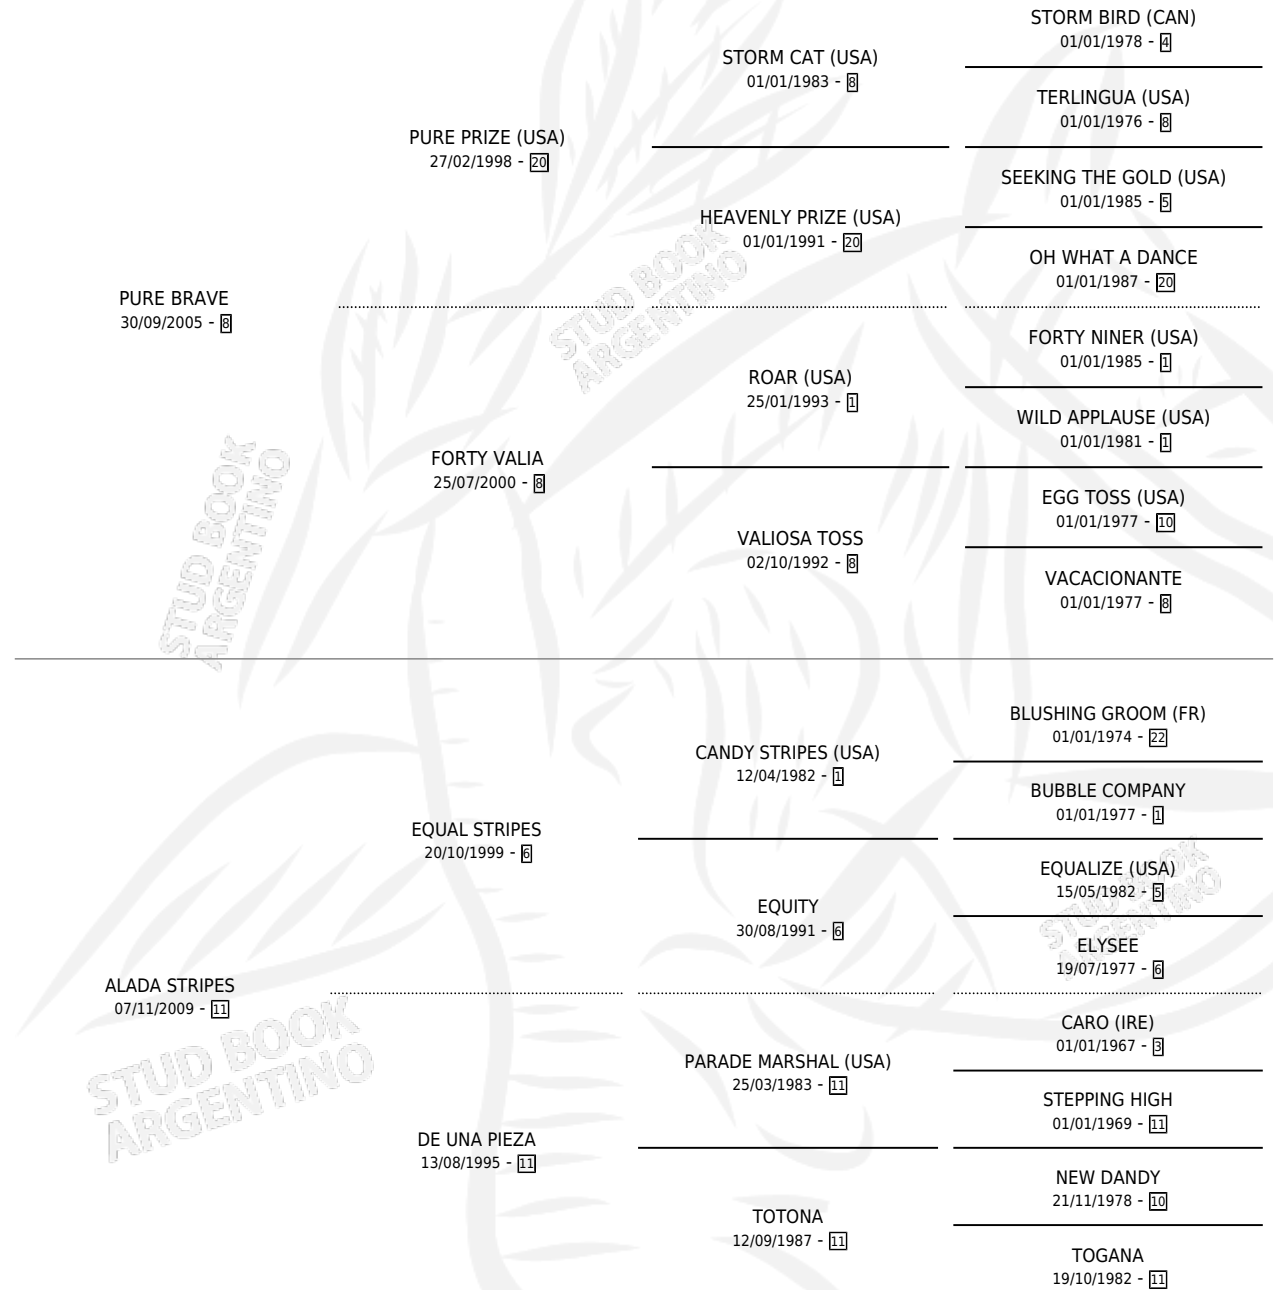 STORM BIRD (CAN)
01/01/1978 - 4
STORM CAT (USA)
01/01/1983 - 8
TERLINGUA (USA)
01/01/1976 - 8
PURE PRIZE (USA)
27/02/1998 - 20
SEEKING THE GOLD (USA)
01/01/1985 - 5
HEAVENLY PRIZE (USA)
01/01/1991 - 20
OH WHAT A DANCE
01/01/1987 - 20
PURE BRAVE
30/09/2005 - 8
STUD BOOK
ARGENTINO
FORTY NINER (USA)
01/01/1985 - 1
ROAR (USA)
25/01/1993 - 1
WILD APPLAUSE (USA)
01/01/1981 - 1
FORTY VALIA
25/07/2000 - 8
EGG TOSS (USA)
01/01/1977 - 10
VALIOSA TOSS
02/10/1992 - 8
VACACIONANTE
01/01/1977 - 8
STUD BOOK
ARGENTINO
BLUSHING GROOM (FR)
01/01/1974 - 22
CANDY STRIPES (USA)
12/04/1982 - 1
BUBBLE COMPANY
01/01/1977 - 1
EQUAL STRIPES
20/10/1999 - 6
EQUALIZE (USA)
15/05/1982 - 5
EQUITY
30/08/1991 - 6
STUD BOOK
ARGENTINO
ELYSEE
19/07/1977 - 6
ALADA STRIPES
07/11/2009 - 11
STUD BOOK
ARGENTINO
CARO (IRE)
01/01/1967 - 3
PARADE MARSHAL (USA)
25/03/1983 - 11
STEPPING HIGH
01/01/1969 - 11
DE UNA PIEZA
13/08/1995 - 11
NEW DANDY
21/11/1978 - 10
TOTONA
12/09/1987 - 11
TOGANA
19/10/1982 - 11